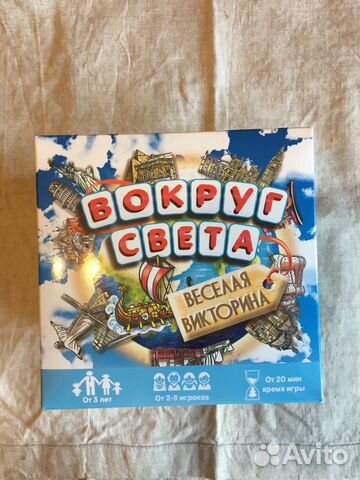 ВОКРУГ
СВЕТА
ВЕСЕЛАЯ
ВИКТОРИНА
От 3 лет
От 2-8 игроков
От 20 мин
время игры
Avito